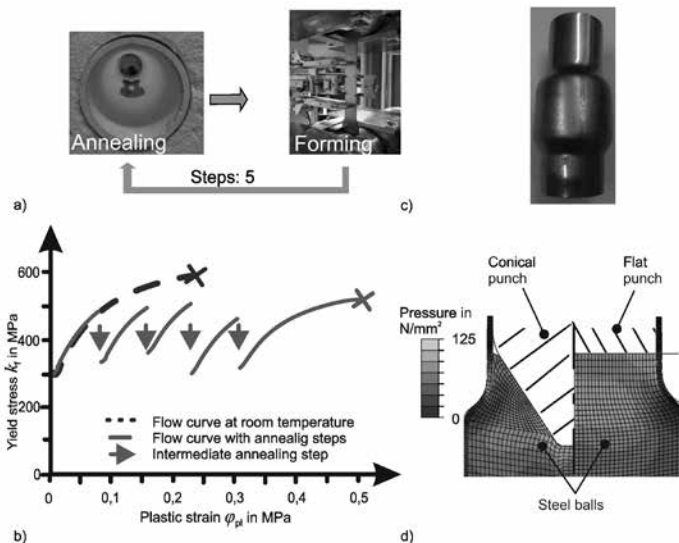 Annealing
Forming
Steps: 5
a)
c)
600
400
200
0
Yield stress kf in MPa
Flow curve at room temperature
Flow curve with annealig steps
Intermediate annealing step
0
0,1
0,2
0,3
0,4
0,5
Plastic strain φpl in MPa
b)
Conical
punch
Flat
punch
Pressure in
N/mm²
125
0
Steel balls
d)